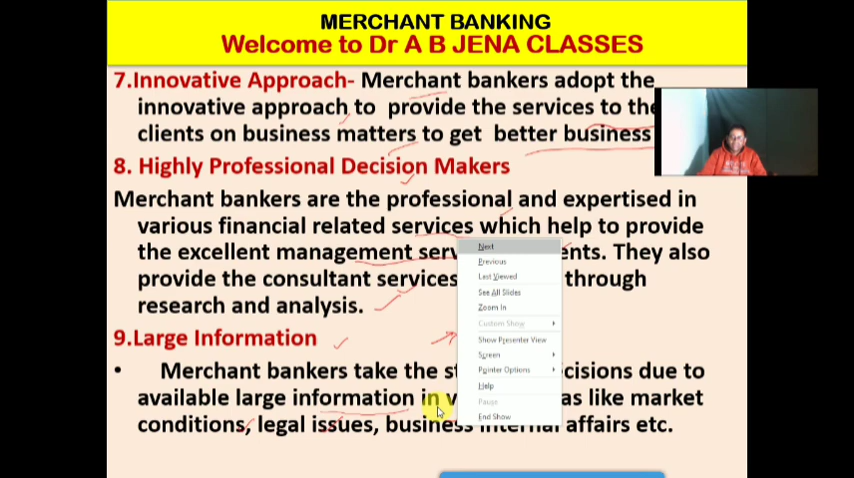 MERCHANT BANKING
Welcome to Dr A B JENA CLASSES
7.Innovative Approach- Merchant bankers adopt the
innovative approach to provide the services to the
clients on business matters to get better business
8. Highly Professional Decision Makers
Merchant bankers are the professional and expertised in
various financial related services which help to provide
the excellent management ents. They also
provide the consultant services through
research and analysis.
9.Large Information
• Merchant bankers take the cisions due to
available large information in as like market
conditions, legal issues, business internal affairs etc.
Next
Previous
Last Viewed
See All Slides
Zoom In
Custom Show
Show Presenter View
Screen
Pointer Options
Help
Pause
End Show